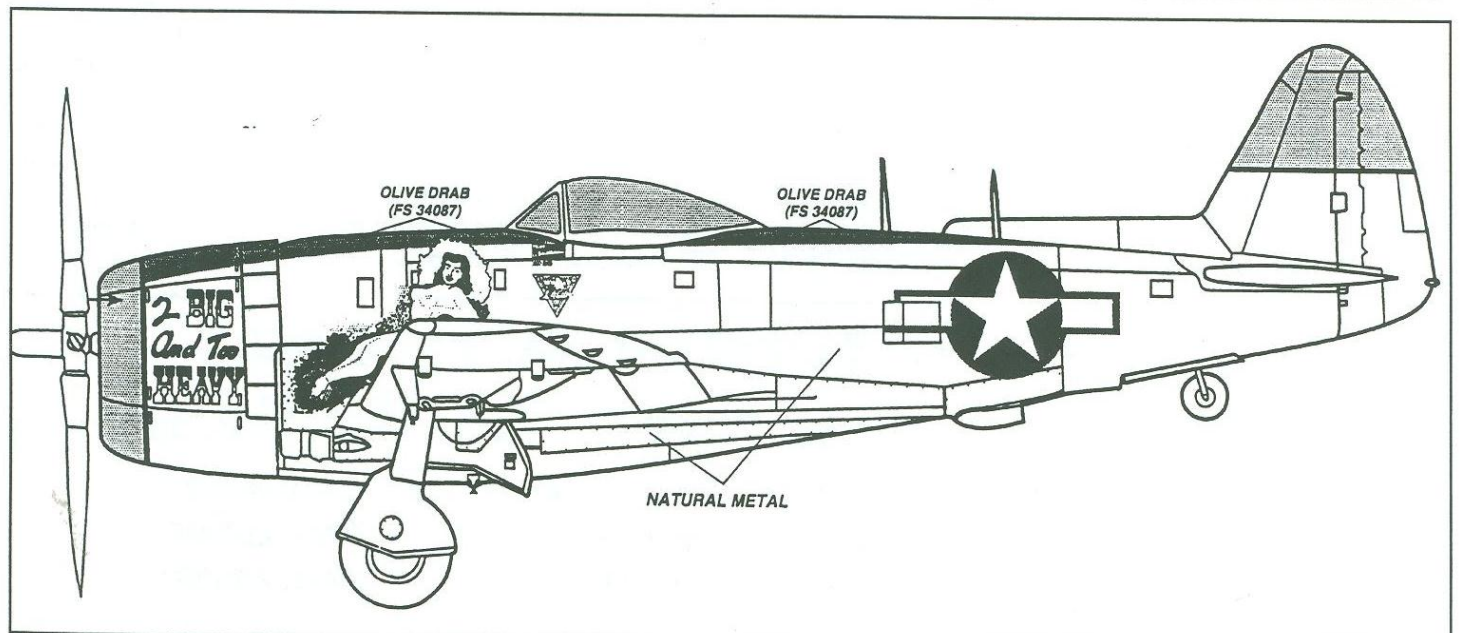 OLIVE DRAB
(FS 34087)
OLIVE DRAB
(FS 34087)
2 BIG
And Too
HEAVY
NATURAL METAL